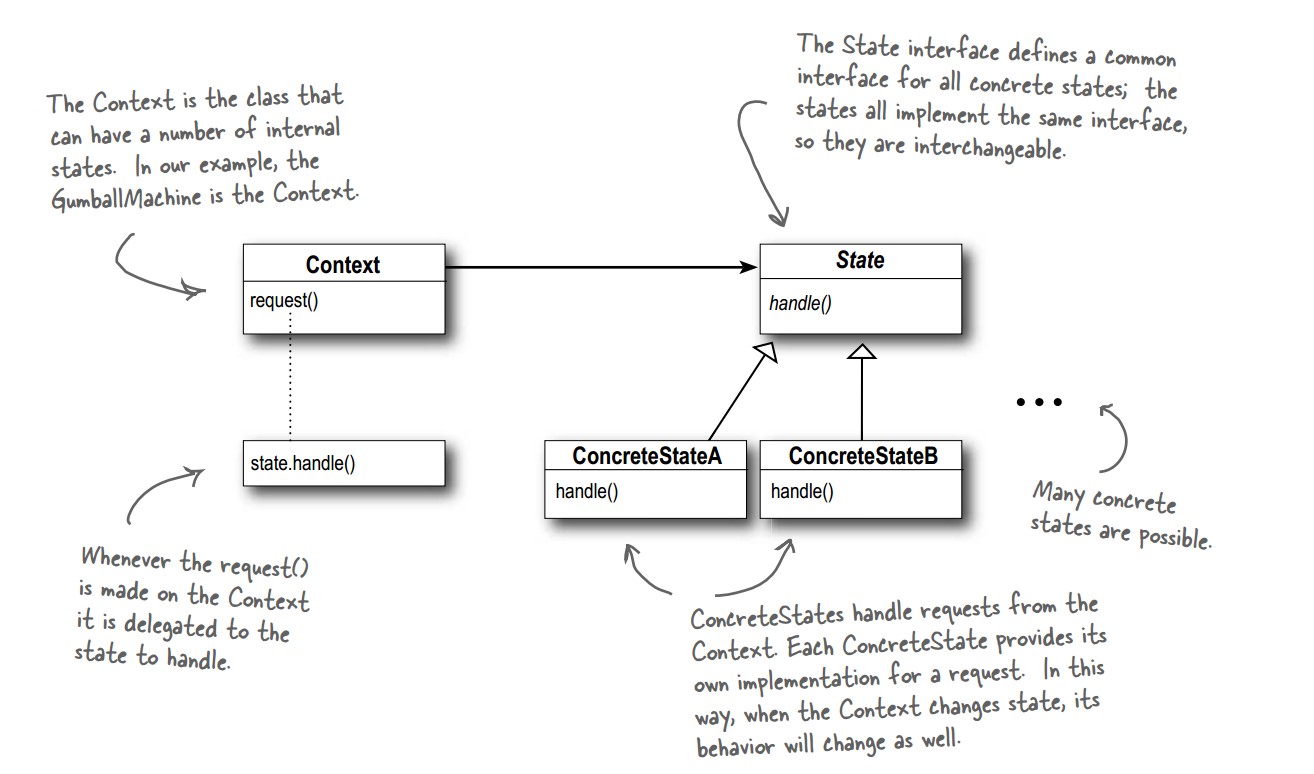 The State interface defines a common
interface for all concrete states; the
states all implement the same interface,
so they are interchangeable.
The Context is the class that
can have a number of internal
states. In our example, the
GumballMachine is the Context.
Context
request()
State
handle()
state.handle()
ConcreteStateA
handle()
ConcreteStateB
handle()
...
Many concrete
states are possible.
Whenever the request()
is made on the Context
it is delegated to the
state to handle.
ConcreteStates handle requests from the
Context. Each ConcreteState provides its
own implementation for a request. In this
way, when the Context changes state, its
behavior will change as well.